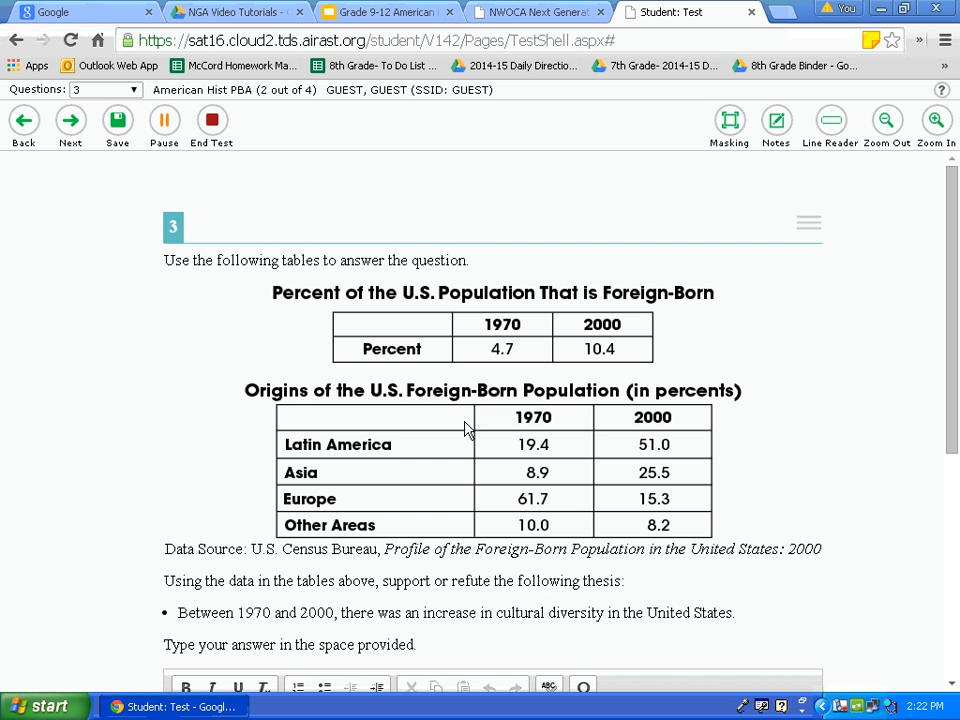 Google
NGA Video Tutorials -
Grade 9-12 American
NWOCA Next Generat
Student: Test
You
https://sat16.cloud2.tds.airast.org/student/V142/Pages/TestShell.aspx#
Apps
Outlook Web App
McCord Homework Ma...
8th Grade- To Do List ...
2014-15 Daily Directio...
7th Grade- 2014-15 D...
8th Grade Binder - Go...
Questions: 3
American Hist PBA (2 out of 4)
GUEST, GUEST (SSID: GUEST)
Back
Next
Save
Pause
End Test
Masking
Notes
Line Reader
Zoom Out
Zoom In
3
Use the following tables to answer the question.
Percent of the U.S. Population That is Foreign-Born
1970 2000
Percent 4.7 10.4
Origins of the U.S. Foreign-Born Population (in percents)
1970 2000
Latin America 19.4 51.0
Asia 8.9 25.5
Europe 61.7 15.3
Other Areas 10.0 8.2
Data Source: U.S. Census Bureau, Profile of the Foreign-Born Population in the United States: 2000
Using the data in the tables above, support or refute the following thesis:
• Between 1970 and 2000, there was an increase in cultural diversity in the United States.
Type your answer in the space provided.
B I U
start
Student: Test - Googl...
2:22 PM